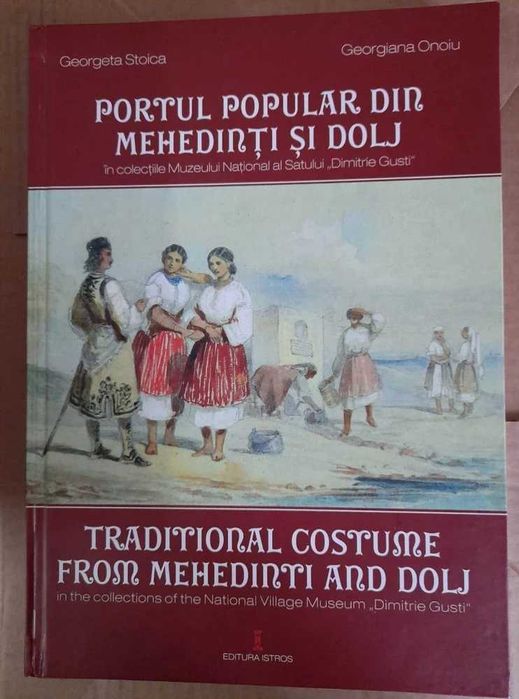 Georgeta Stoica
Georgiana Onoiu
PORTUL POPULAR DIN
MEHEDINȚI ȘI DOLJ
în colecțiile Muzeului Național al Satului „Dimitrie Gusti“
TRADITIONAL COSTUME
FROM MEHEDINTI AND DOLJ
in the collections of the National Village Museum „Dimitrie Gusti“
EDITURA ISTROS